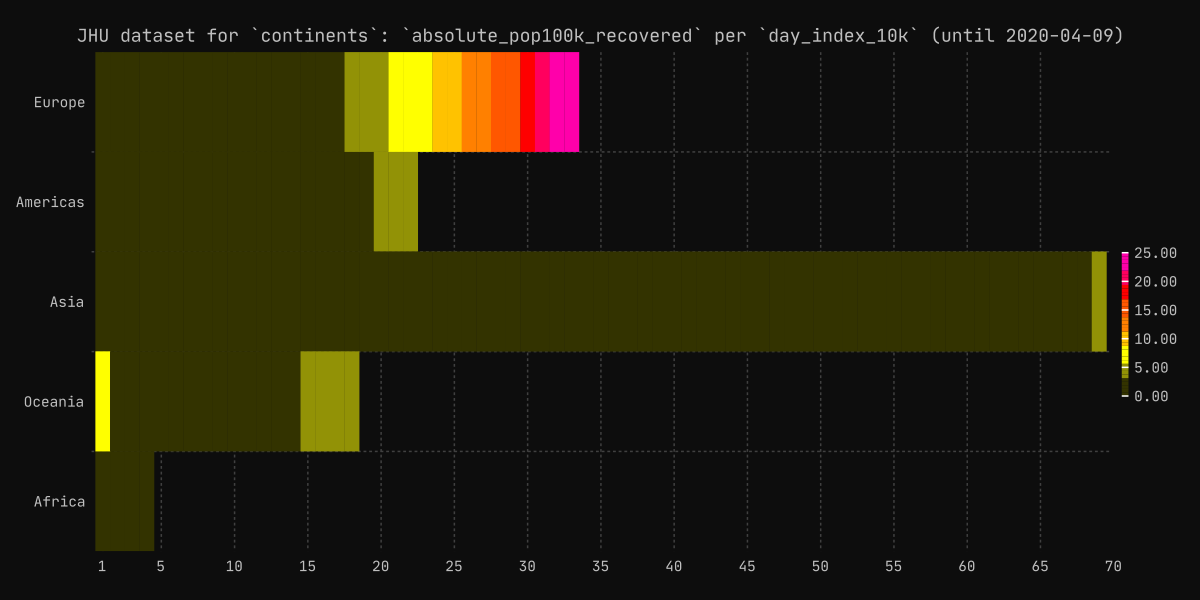 JHU dataset for `continents`: `absolute_pop100k_recovered` per `day_index_10k` (until 2020-04-09)
Europe
Americas
Asia
Oceania
Africa
25.00
20.00
15.00
10.00
5.00
0.00
1 5 10 15 20 25 30 35 40 45 50 55 60 65 70